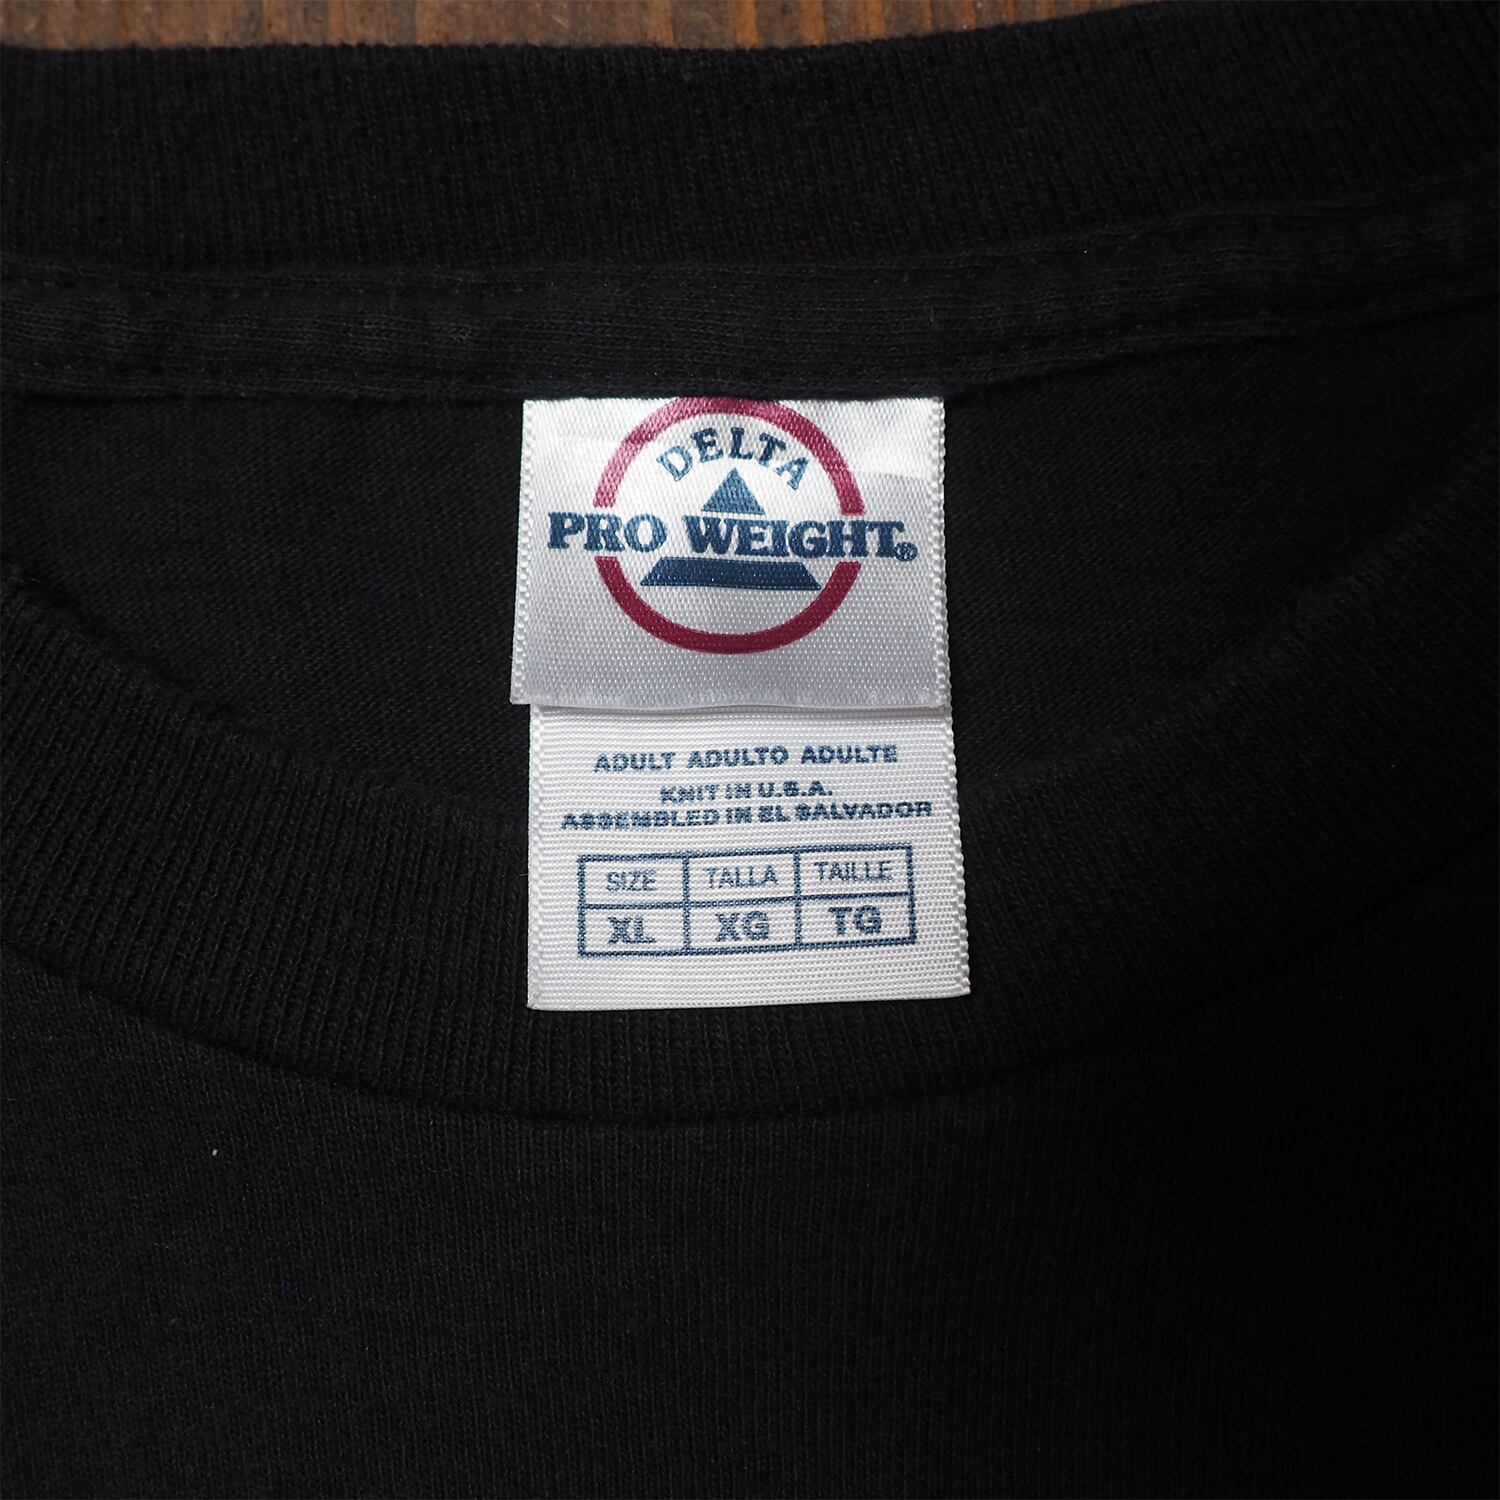 DELTA
PRO WEIGHT®
ADULT ADULTO ADULTE
KNIT IN U.S.A.
ASSEMBLED IN EL SALVADOR
SIZE TALLA TAILLE
XL XG TG